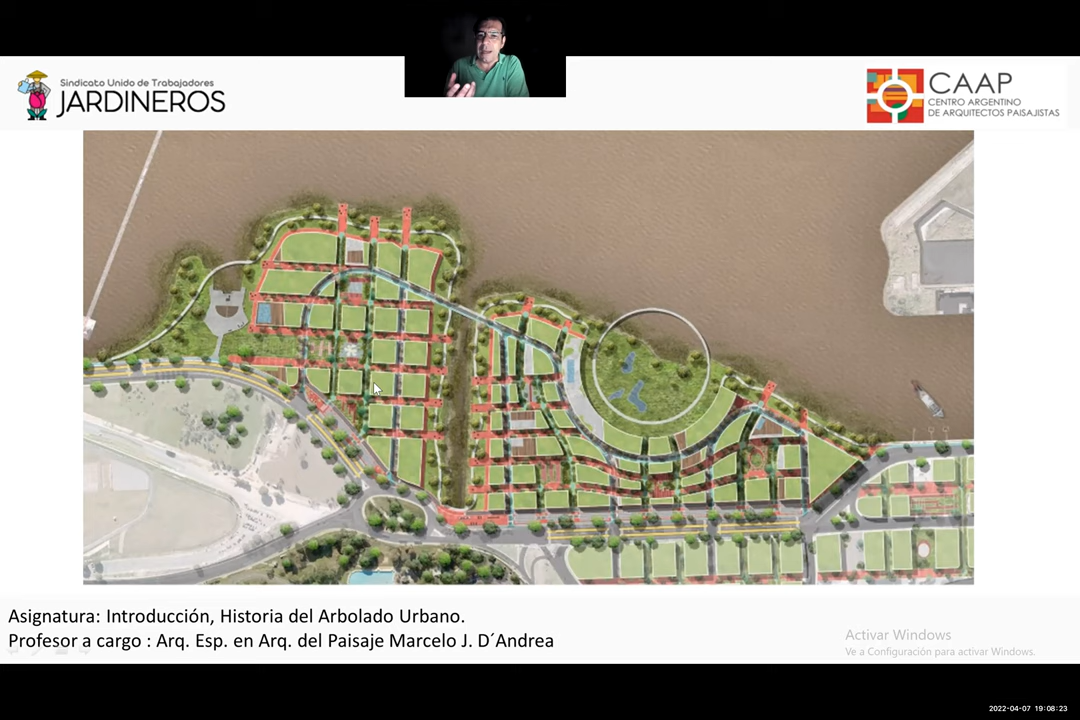 Sindicato Unido de Trabajadores
JARDINEROS
CAAP
CENTRO ARGENTINO
DE ARQUITECTOS PAISAJISTAS
Asignatura: Introducción, Historia del Arbolado Urbano.
Profesor a cargo : Arq. Esp. en Arq. del Paisaje Marcelo J. D´Andrea
Activar Windows
Ve a Configuración para activar Windows.
2022-04-07 19:08:23